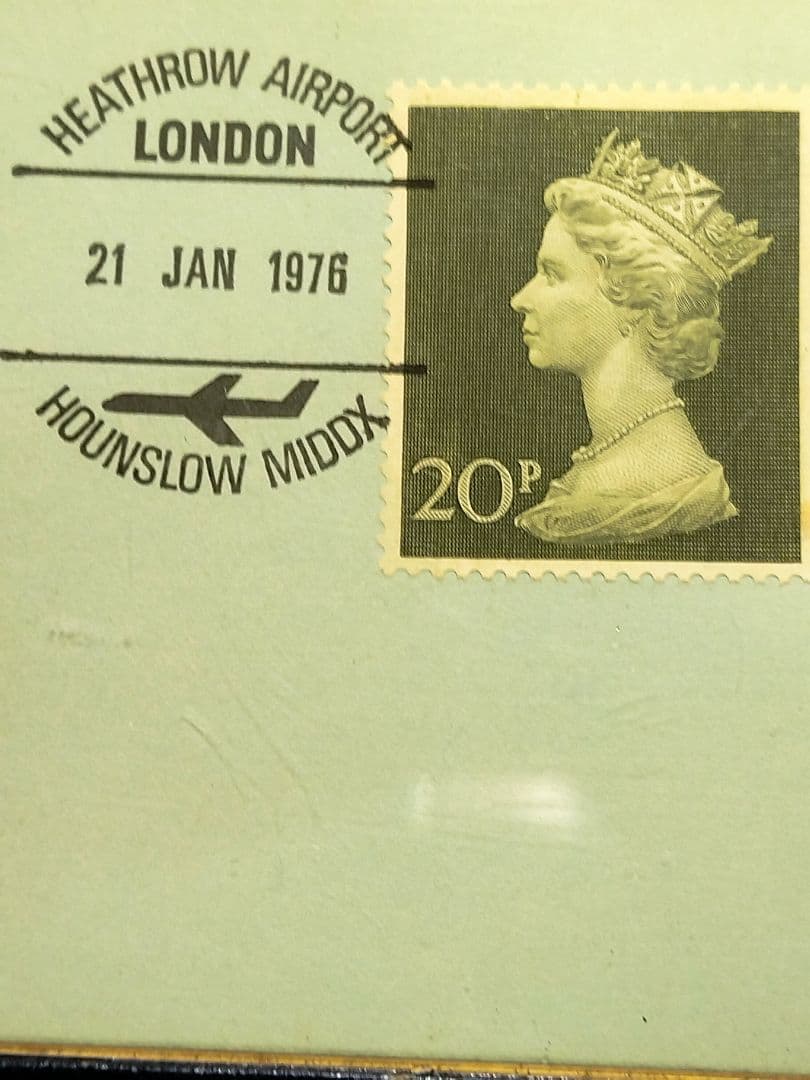 HEATHROW AIRPORT
LONDON
21 JAN 1976
HOUNSLOW MIDDX
20P